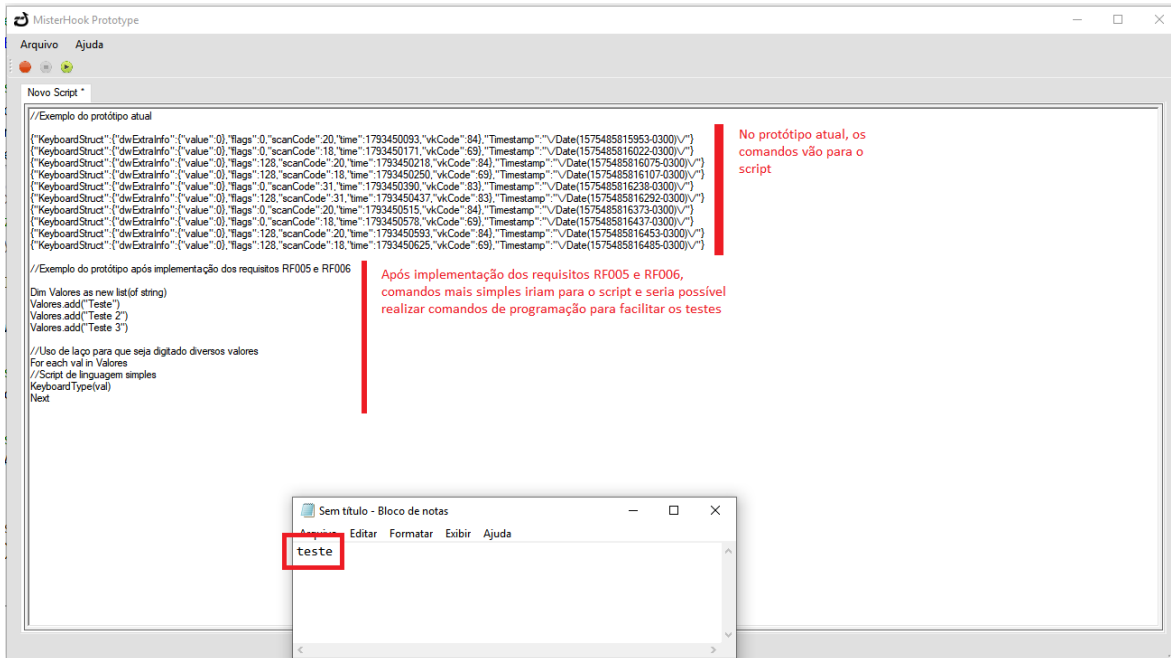 MisterHook Prototype
Arquivo Ajuda
Novo Script *
//Exemplo do protótipo atual
{"KeyboardStruct":{"dwExtraInfo":{"value":0},"flags":0,"scanCode":20,"time":1793450093,"vkCode":84},"Timestamp":"\/Date(1575485815953-0300)\/"}
{"KeyboardStruct":{"dwExtraInfo":{"value":0},"flags":0,"scanCode":18,"time":1793450171,"vkCode":69},"Timestamp":"\/Date(1575485816022-0300)\/"}
{"KeyboardStruct":{"dwExtraInfo":{"value":0},"flags":128,"scanCode":20,"time":1793450218,"vkCode":84},"Timestamp":"\/Date(1575485816075-0300)\/"}
{"KeyboardStruct":{"dwExtraInfo":{"value":0},"flags":128,"scanCode":18,"time":1793450250,"vkCode":69},"Timestamp":"\/Date(1575485816107-0300)\/"}
{"KeyboardStruct":{"dwExtraInfo":{"value":0},"flags":0,"scanCode":31,"time":1793450390,"vkCode":83},"Timestamp":"\/Date(1575485816238-0300)\/"}
{"KeyboardStruct":{"dwExtraInfo":{"value":0},"flags":128,"scanCode":31,"time":1793450437,"vkCode":83},"Timestamp":"\/Date(1575485816292-0300)\/"}
{"KeyboardStruct":{"dwExtraInfo":{"value":0},"flags":0,"scanCode":20,"time":1793450515,"vkCode":84},"Timestamp":"\/Date(1575485816373-0300)\/"}
{"KeyboardStruct":{"dwExtraInfo":{"value":0},"flags":0,"scanCode":18,"time":1793450578,"vkCode":69},"Timestamp":"\/Date(1575485816437-0300)\/"}
{"KeyboardStruct":{"dwExtraInfo":{"value":0},"flags":128,"scanCode":20,"time":1793450593,"vkCode":84},"Timestamp":"\/Date(1575485816453-0300)\/"}
{"KeyboardStruct":{"dwExtraInfo":{"value":0},"flags":128,"scanCode":18,"time":1793450625,"vkCode":69},"Timestamp":"\/Date(1575485816485-0300)\/"}
No protótipo atual, os
comandos vão para o
script
//Exemplo do protótipo após implementação dos requisitos RF005 e RF006
Dim Valores as new list(of string)
Valores.add("Teste")
Valores.add("Teste 2")
Valores.add("Teste 3")
//Uso de laço para que seja digitado diversos valores
For each val in Valores
//Script de linguagem simples
KeyboardType(val)
Next
Após implementação dos requisitos RF005 e RF006,
comandos mais simples iriam para o script e seria possível
realizar comandos de programação para facilitar os testes
Sem título - Bloco de notas
Arquivo Editar Formatar Exibir Ajuda
teste